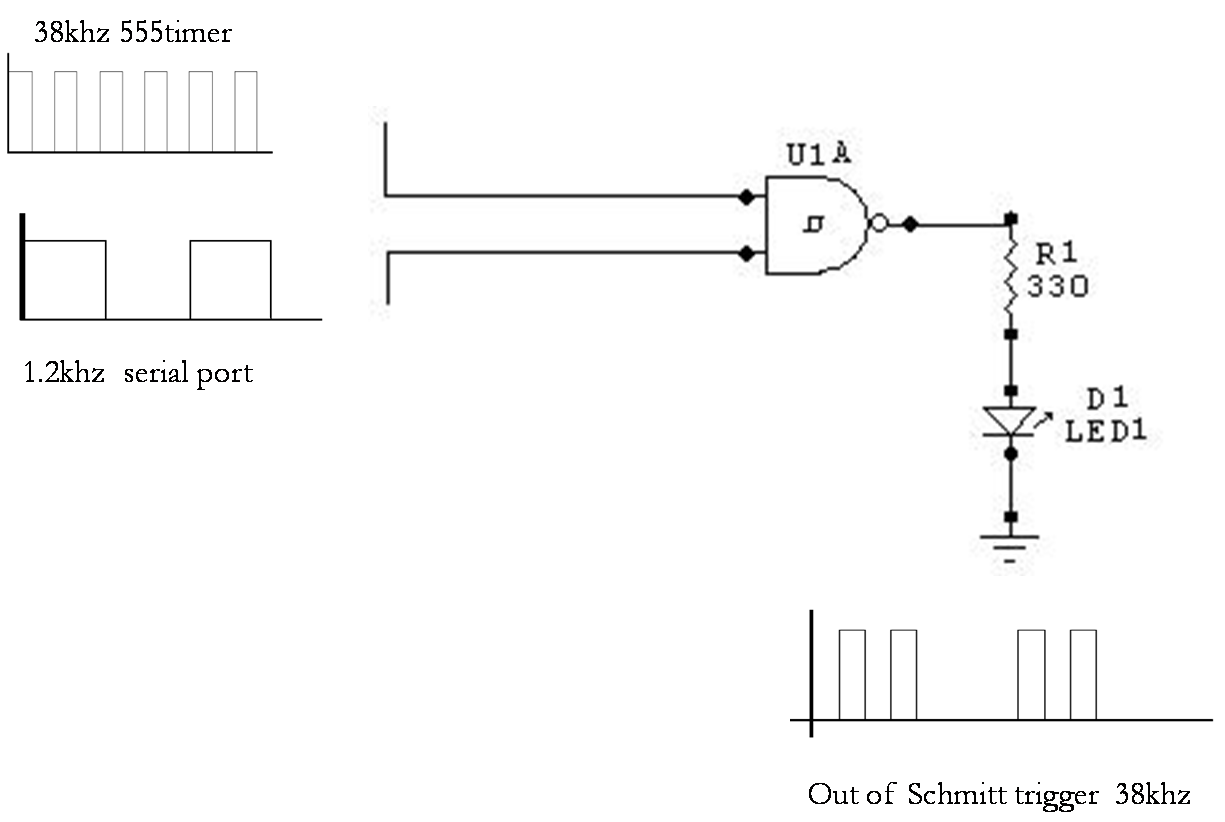 38khz 555timer
U1A
R1
330
1.2khz serial port
D1
LED1
Out of Schmitt trigger 38khz